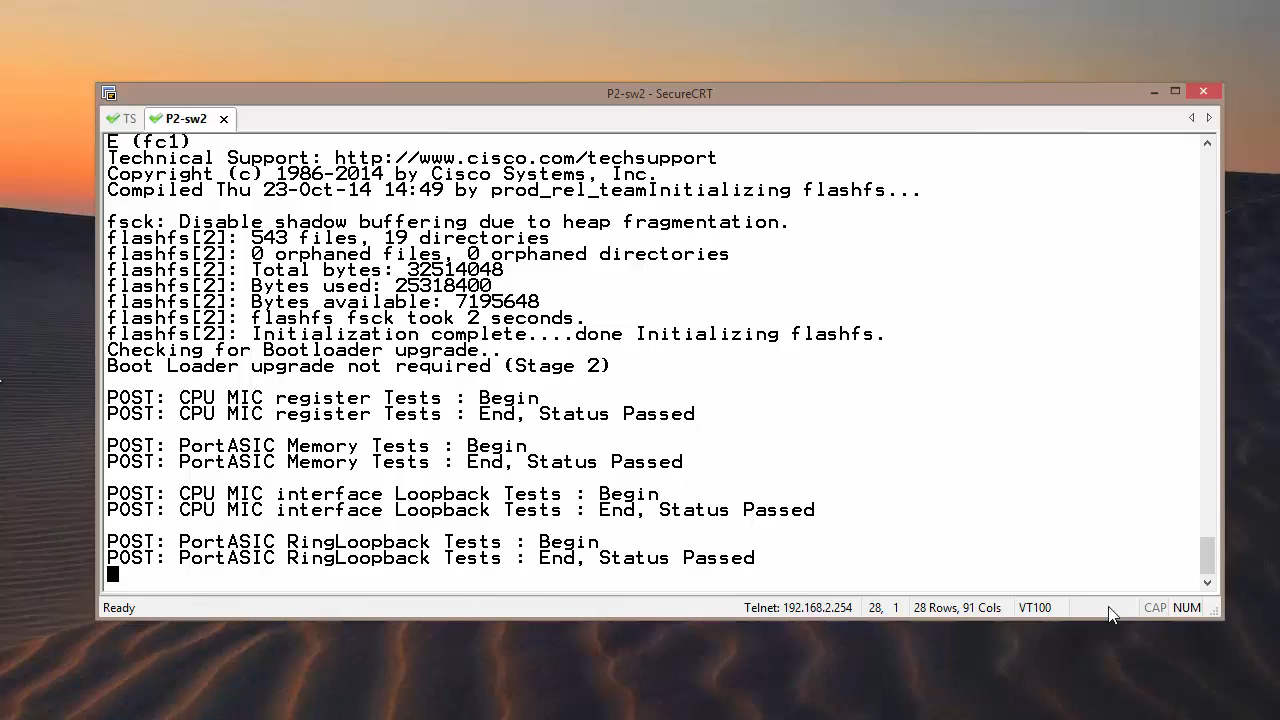 P2-sw2 - SecureCRT
TS P2-sw2
E (fc1)
Technical Support: http://www.cisco.com/techsupport
Copyright (c) 1986-2014 by Cisco Systems, Inc.
Compiled Thu 23-Oct-14 14:49 by prod_rel_teamInitializing flashfs...
fsck: Disable shadow buffering due to heap fragmentation.
flashfs[2]: 543 files, 19 directories
flashfs[2]: 0 orphaned files, 0 orphaned directories
flashfs[2]: Total bytes: 32514048
flashfs[2]: Bytes used: 25318400
flashfs[2]: Bytes available: 7195648
flashfs[2]: flashfs fsck took 2 seconds.
flashfs[2]: Initialization complete....done Initializing flashfs.
Checking for Bootloader upgrade..
Boot Loader upgrade not required (Stage 2)
POST: CPU MIC register Tests : Begin
POST: CPU MIC register Tests : End, Status Passed
POST: PortASIC Memory Tests : Begin
POST: PortASIC Memory Tests : End, Status Passed
POST: CPU MIC interface Loopback Tests : Begin
POST: CPU MIC interface Loopback Tests : End, Status Passed
POST: PortASIC RingLoopback Tests : Begin
POST: PortASIC RingLoopback Tests : End, Status Passed
Ready Telnet: 192.168.2.254 28, 1 28 Rows, 91 Cols VT100 CAP NUM